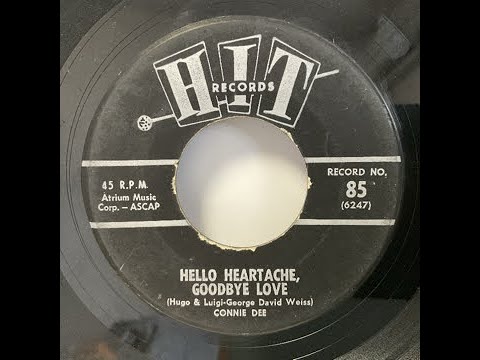 HIT
RECORDS
45 R.P.M.
Atrium Music
Corp. — ASCAP
RECORD NO.
85
(6247)
HELLO HEARTACHE,
GOODBYE LOVE
(Hugo & Luigi-George David Weiss)
CONNIE DEE